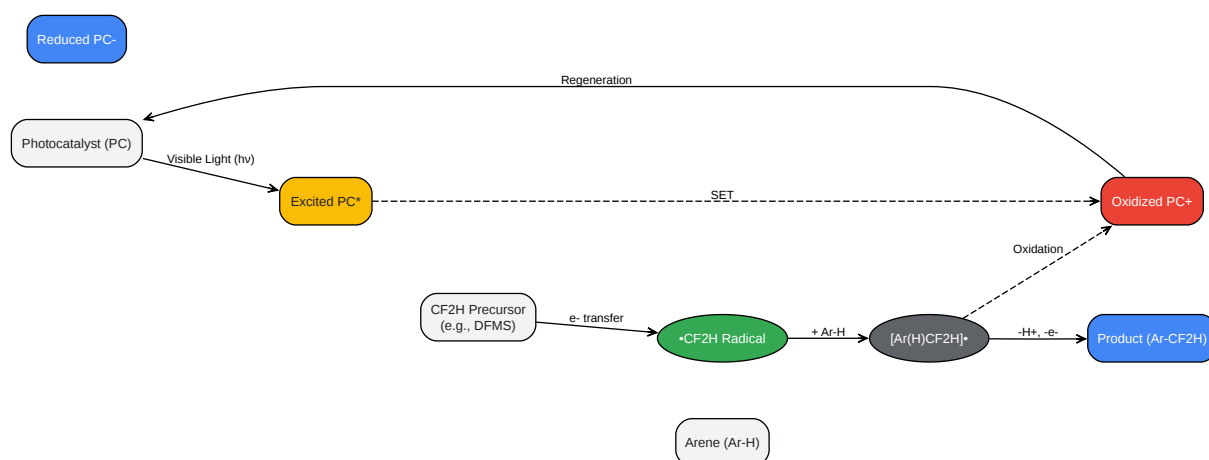 Reduced PC-
Regeneration
Photocatalyst (PC)
Visible Light (hν)
Excited PC*
SET
Oxidized PC+
Oxidation
CF2H Precursor
(e.g., DFMS)
e- transfer
•CF2H Radical
+ Ar-H
[Ar(H)CF2H]•
-H+, -e-
Product (Ar-CF2H)
Arene (Ar-H)